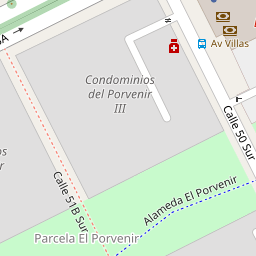 Av Villas
Condominios
del Porvenir
III
Calle 50 Sur
Calle 51B Sur
Alameda El Porvenir
Parcela El Porvenir